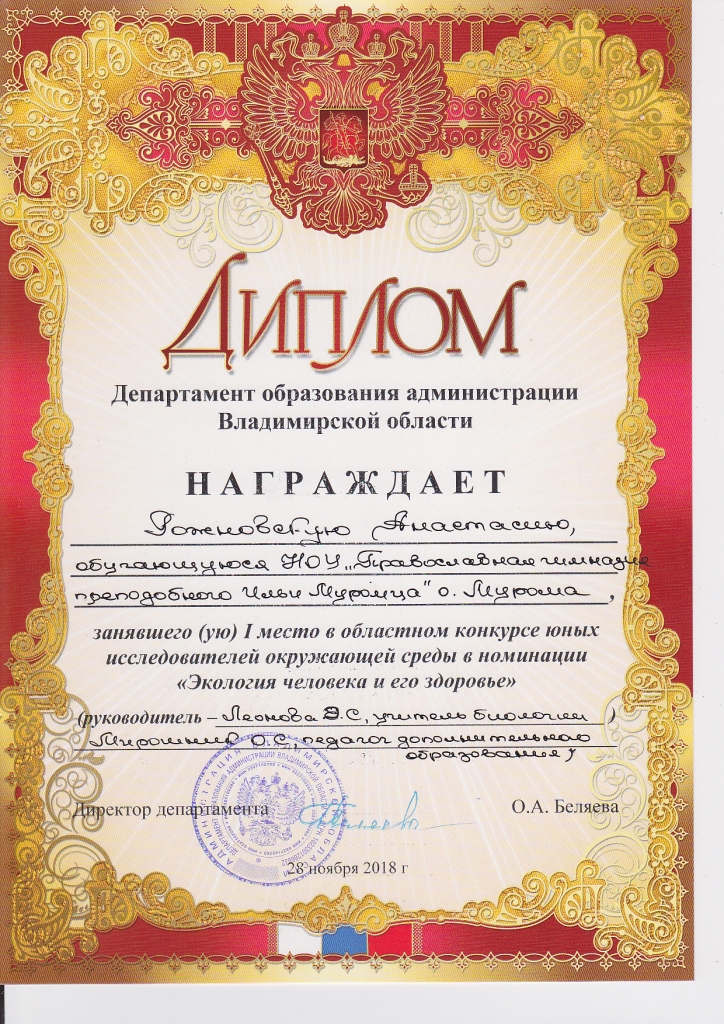 Диплом
Департамент образования администрации
Владимирской области
НАГРАЖДАЕТ
Рожновскую Анастасию,
обучающуюся НОУ „Православная гимназия
преподобного Ильи Муромца" о. Мурома,
занявшего (ую) I место в областном конкурсе юных
исследователей окружающей среды в номинации
«Экология человека и его здоровье»
(руководитель – Леонова Э.С., учитель биологии)
Мирошник О.С., педагог дополнительного
образования)
Директор департамента
О.А. Беляева
28 ноября 2018 г